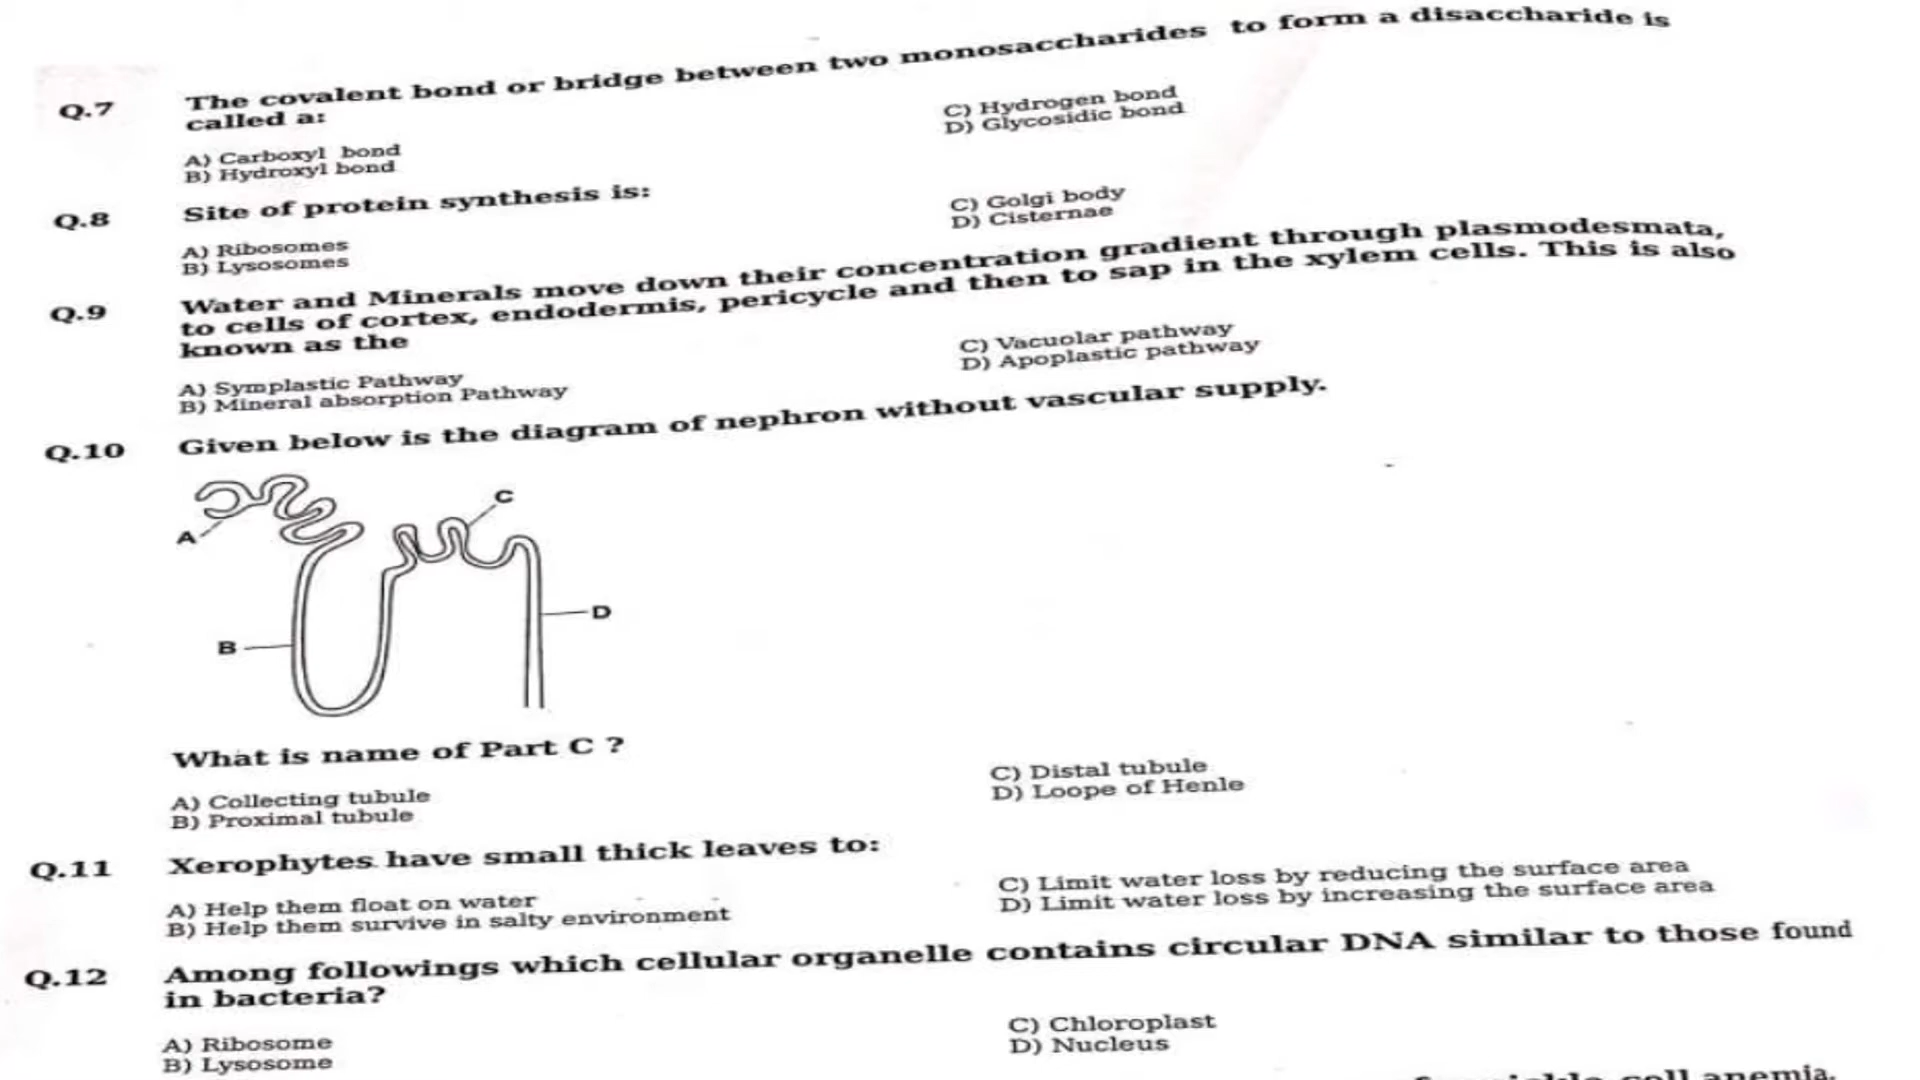 Q.7 The covalent bond or bridge between two monosaccharides to form a disaccharide is
called a:
A) Carboxyl bond
B) Hydroxyl bond
C) Hydrogen bond
D) Glycosidic bond
Q.8 Site of protein synthesis is:
A) Ribosomes
B) Lysosomes
C) Golgi body
D) Cisternae
Q.9 Water and Minerals move down their concentration gradient through plasmodesmata,
to cells of cortex, endodermis, pericycle and then to sap in the xylem cells. This is also
known as the
A) Symplastic Pathway
B) Mineral absorption Pathway
C) Vacuolar pathway
D) Apoplastic pathway
Q.10 Given below is the diagram of nephron without vascular supply.
C
A
D
B
What is name of Part C ?
A) Collecting tubule
B) Proximal tubule
C) Distal tubule
D) Loope of Henle
Q.11 Xerophytes have small thick leaves to:
A) Help them float on water
B) Help them survive in salty environment
C) Limit water loss by reducing the surface area
D) Limit water loss by increasing the surface area
Q.12 Among followings which cellular organelle contains circular DNA similar to those found
in bacteria?
A) Ribosome
B) Lysosome
C) Chloroplast
D) Nucleus
cell anemia.